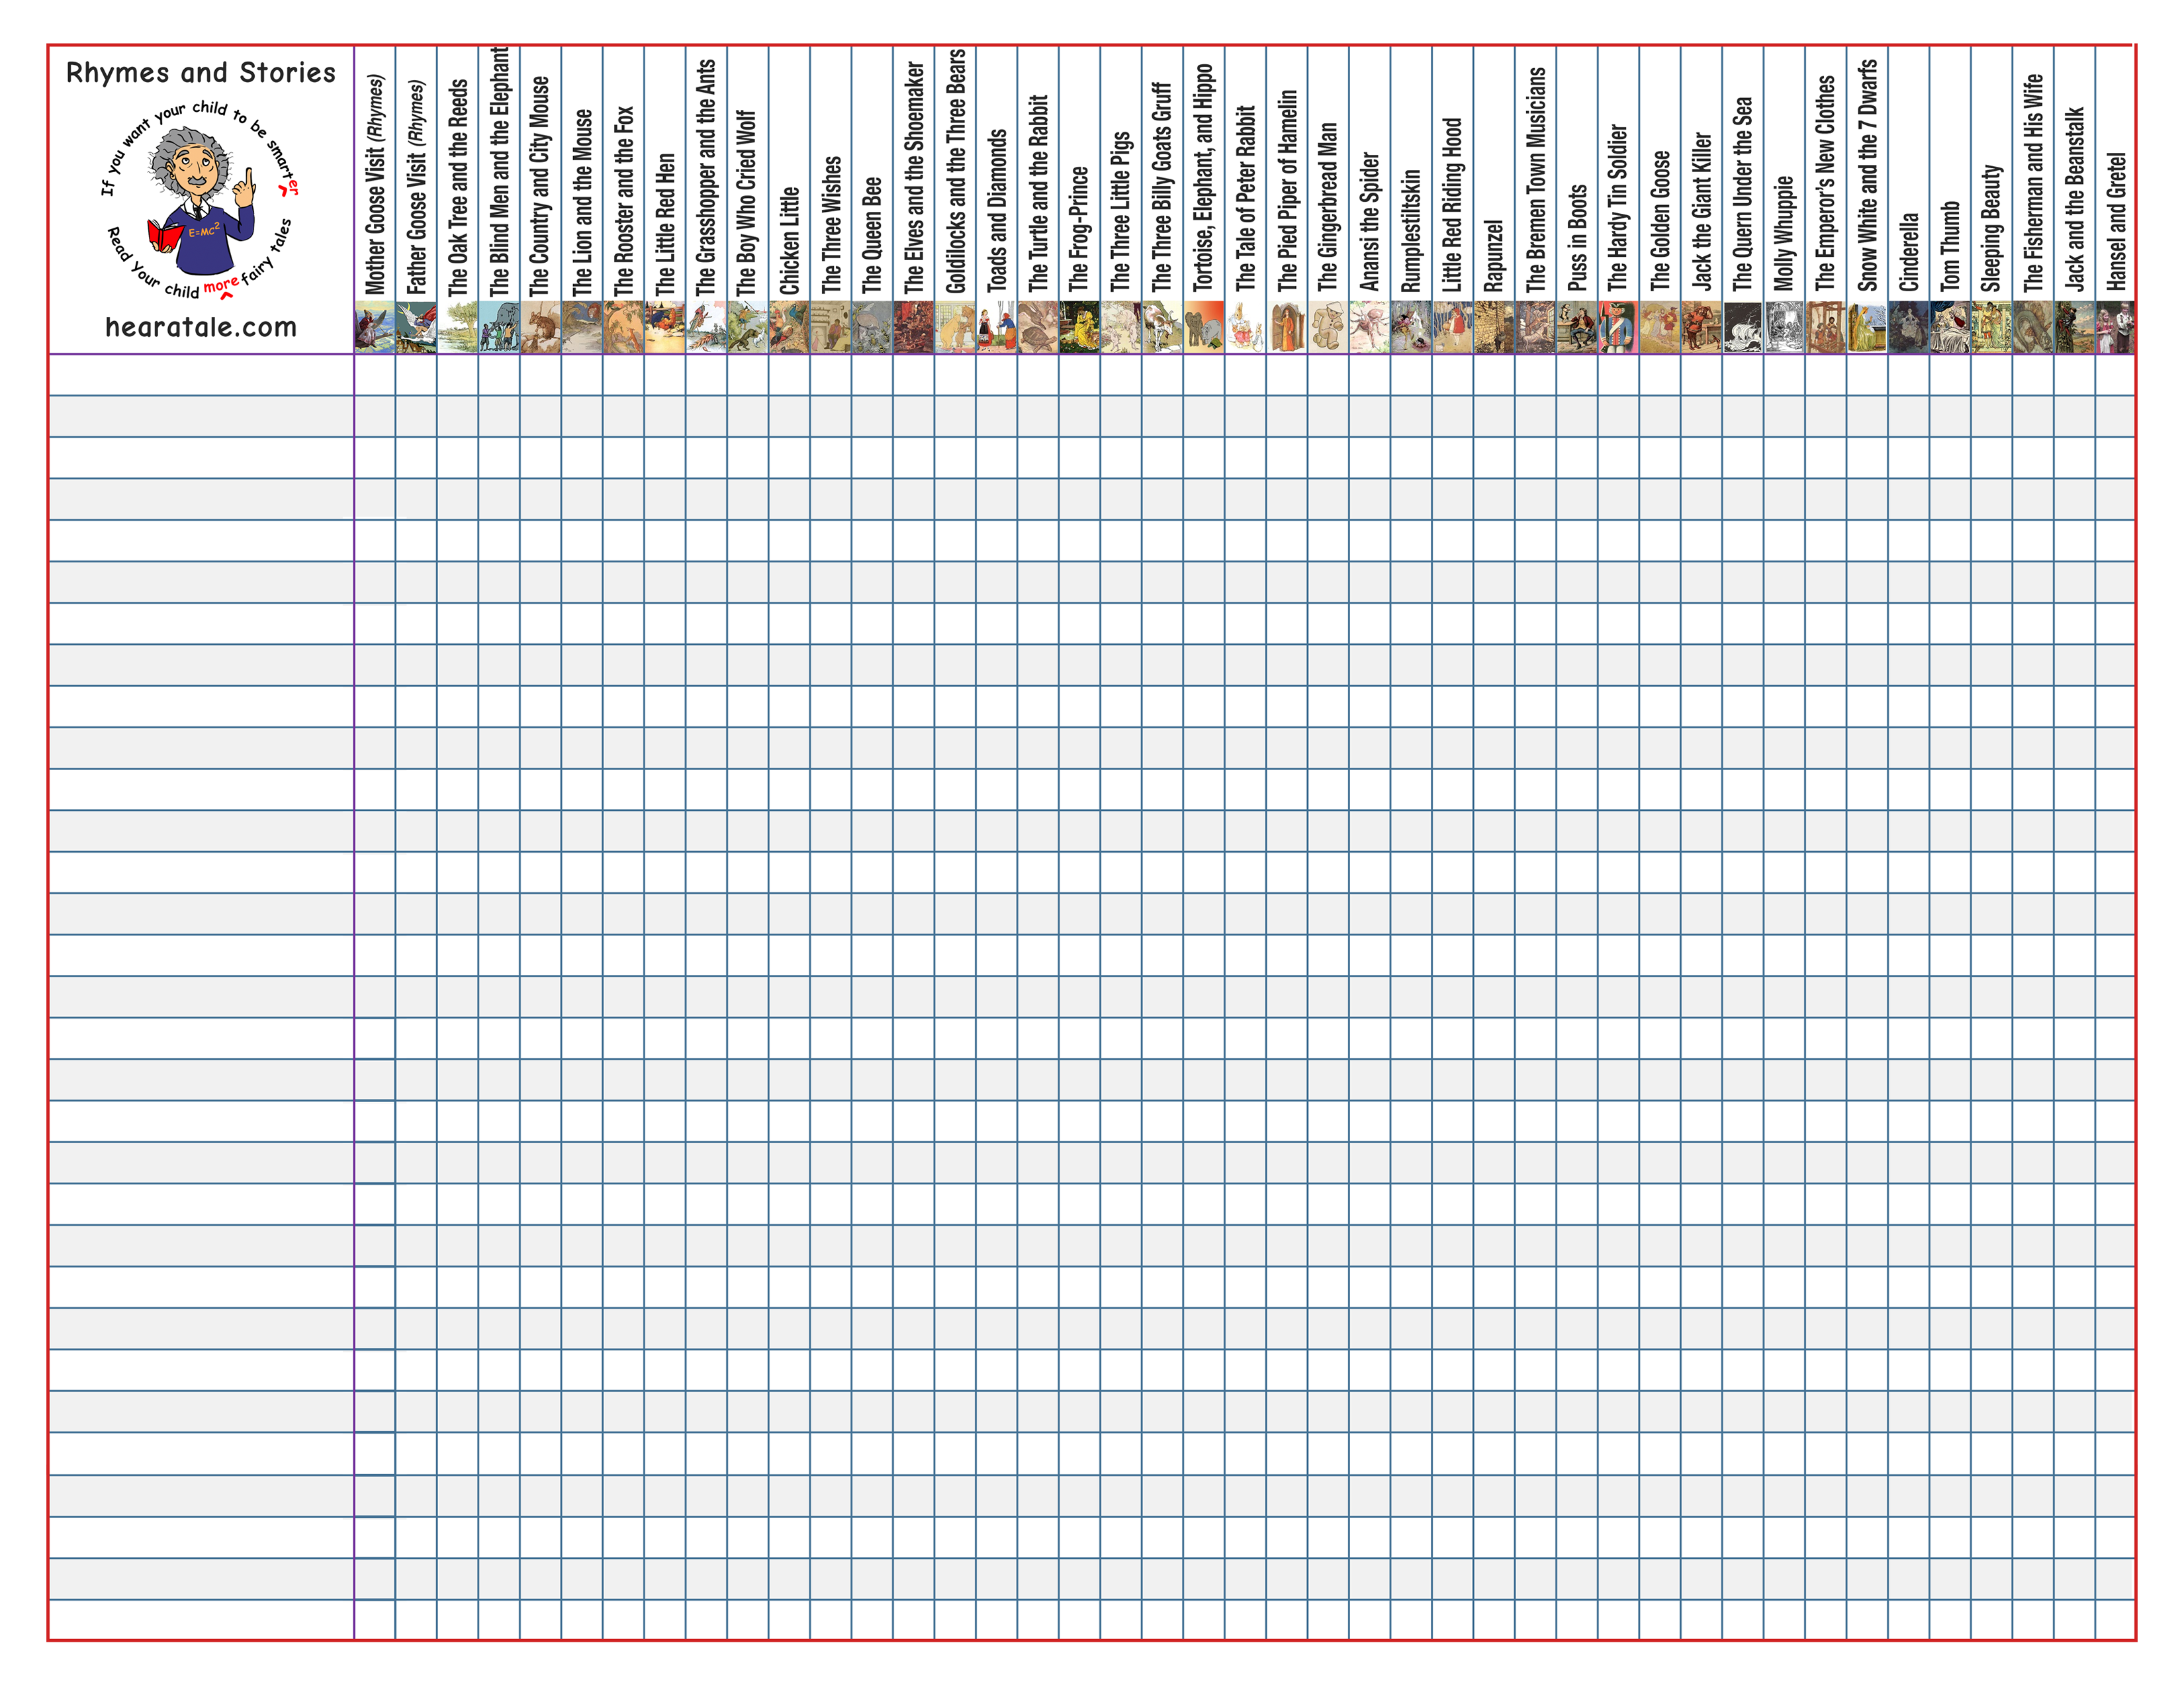 Rhymes and Stories
If you want your child to be smarter
E=MC2
Read Your child more fairy tales
hearatale.com
Mother Goose Visit (Rhymes)
Father Goose Visit (Rhymes)
The Oak Tree and the Reeds
The Blind Men and the Elephant
The Country and City Mouse
The Lion and the Mouse
The Rooster and the Fox
The Little Red Hen
The Grasshopper and the Ants
The Boy Who Cried Wolf
Chicken Little
The Three Wishes
The Queen Bee
The Elves and the Shoemaker
Goldilocks and the Three Bears
Toads and Diamonds
The Turtle and the Rabbit
The Frog-Prince
The Three Little Pigs
The Three Billy Goats Gruff
Tortoise, Elephant, and Hippo
The Tale of Peter Rabbit
The Pied Piper of Hamelin
The Gingerbread Man
Anansi the Spider
Rumplestiltskin
Little Red Riding Hood
Rapunzel
The Bremen Town Musicians
Puss in Boots
The Hardy Tin Soldier
The Golden Goose
Jack the Giant Killer
The Quern Under the Sea
Molly Whuppie
The Emperor's New Clothes
Snow White and the 7 Dwarfs
Cinderella
Tom Thumb
Sleeping Beauty
The Fisherman and His Wife
Jack and the Beanstalk
Hansel and Gretel